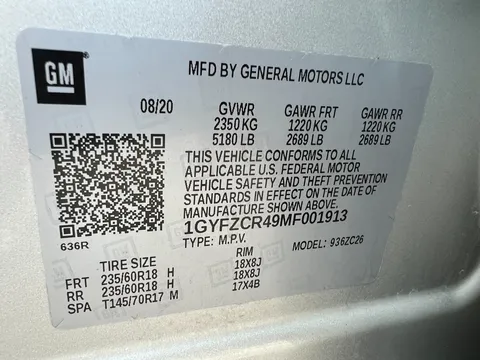 GM
MFD BY GENERAL MOTORS LLC
08/20 GVWR GAWR FRT GAWR RR
2350 KG 1220 KG 1220 KG
5180 LB 2689 LB 2689 LB
THIS VEHICLE CONFORMS TO ALL
APPLICABLE U.S. FEDERAL MOTOR
VEHICLE SAFETY AND THEFT PREVENTION
STANDARDS IN EFFECT ON THE DATE OF
MANUFACTURE SHOWN ABOVE.
1GYFZCR49MF001913
636R TYPE: M.P.V. MODEL: 936ZC26
TIRE SIZE RIM
FRT 235/60R18 H 18X8J
RR 235/60R18 H 18X8J
SPA T145/70R17 M 17X4B